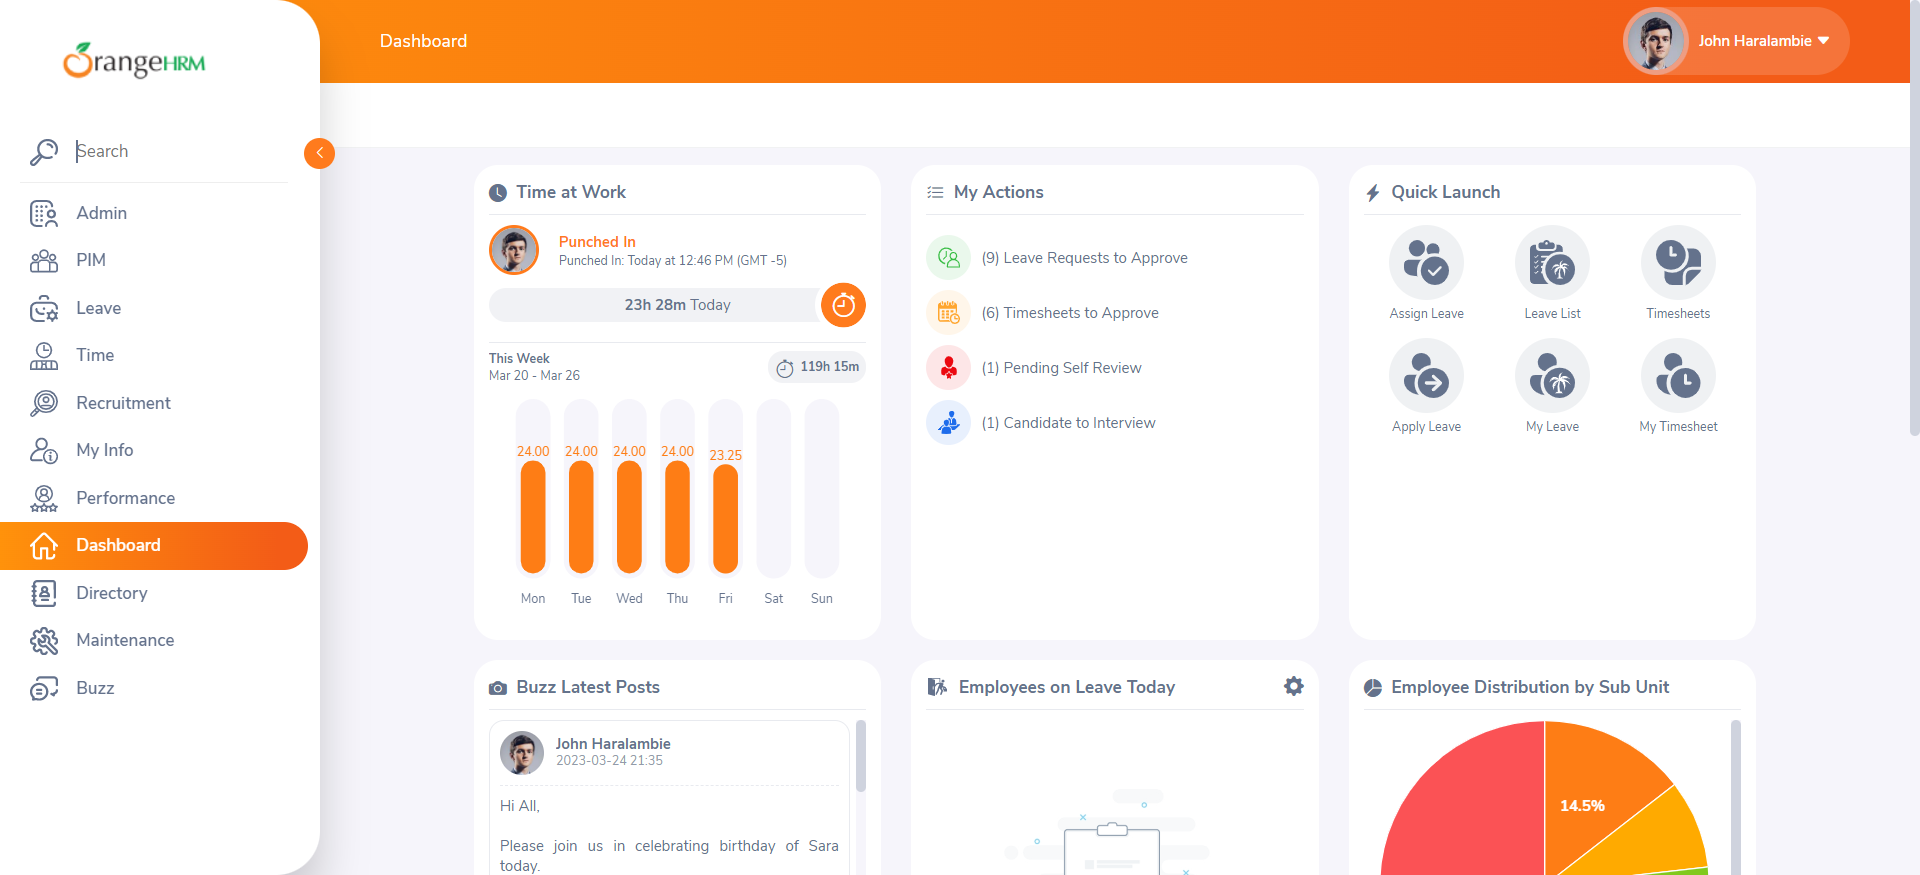 OrangeHRM
Search
Admin
PIM
Leave
Time
Recruitment
My Info
Performance
Dashboard
Directory
Maintenance
Buzz
Dashboard
John Haralambie
Time at Work
Punched In
Punched In: Today at 12:46 PM (GMT -5)
23h 28m Today
This Week
Mar 20 - Mar 26
119h 15m
24.00 24.00 24.00 24.00 23.25
Mon Tue Wed Thu Fri Sat Sun
My Actions
(9) Leave Requests to Approve
(6) Timesheets to Approve
(1) Pending Self Review
(1) Candidate to Interview
Quick Launch
Assign Leave Leave List Timesheets
Apply Leave My Leave My Timesheet
Buzz Latest Posts
John Haralambie
2023-03-24 21:35
Hi All,
Please join us in celebrating birthday of Sara
today.
Employees on Leave Today
Employee Distribution by Sub Unit
14.5%